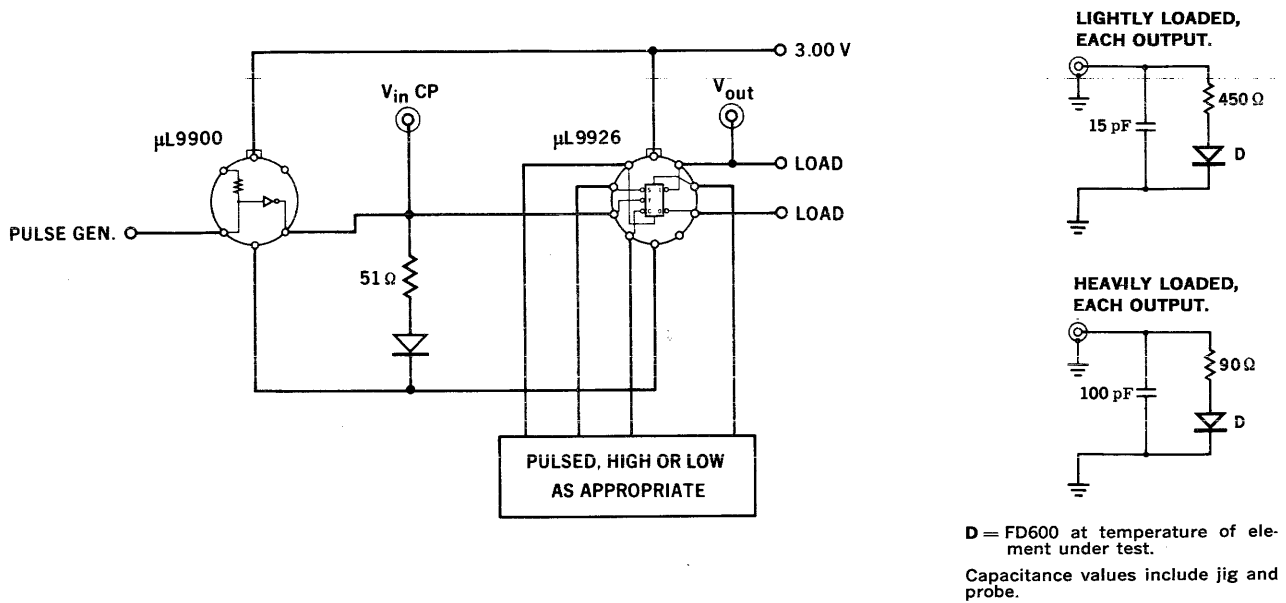 LIGHTLY LOADED,
EACH OUTPUT.
3.00 V
Vin CP
Vout
μL9900
μL9926
LOAD
LOAD
PULSE GEN.
51 Ω
PULSED, HIGH OR LOW
AS APPROPRIATE
450 Ω
15 pF
D
HEAVILY LOADED,
EACH OUTPUT.
90 Ω
100 pF
D
D = FD600 at temperature of ele-
ment under test.
Capacitance values include jig and
probe.